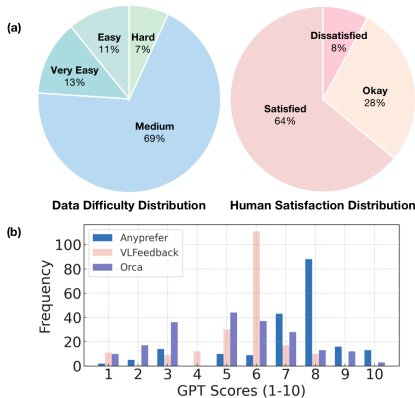 (a)
Easy
11%
Hard
7%
Very Easy
13%
Medium
69%
Dissatisfied
8%
Okay
28%
Satisfied
64%
Data Difficulty Distribution
Human Satisfaction Distribution
(b)
Anyprefer
VLFeedback
Orca
Frequency
100
80
60
40
20
0
1 2 3 4 5 6 7 8 9 10
GPT Scores (1-10)